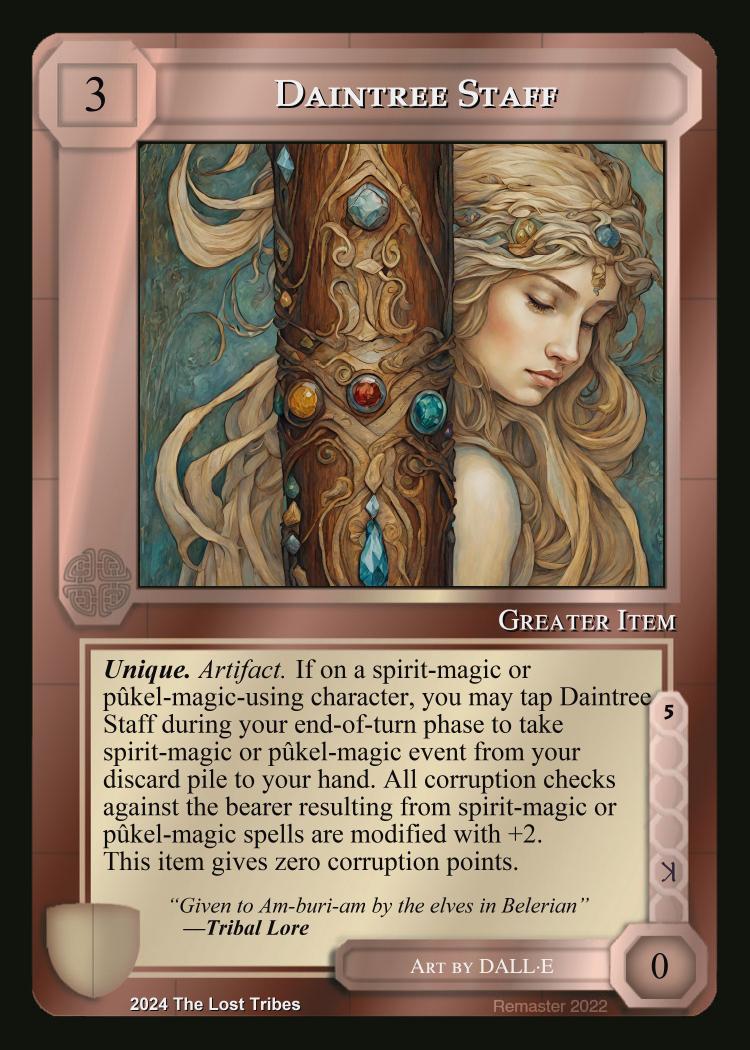 3
Daintree Staff
Greater Item
Unique. Artifact. If on a spirit-magic or
pûkel-magic-using character, you may tap Daintree
Staff during your end-of-turn phase to take
spirit-magic or pûkel-magic event from your
discard pile to your hand. All corruption checks
against the bearer resulting from spirit-magic or
pûkel-magic spells are modified with +2.
This item gives zero corruption points.
5
“Given to Am-buri-am by the elves in Belerian”
—Tribal Lore
Art by DALL·E
0
2024 The Lost Tribes
Remaster 2022